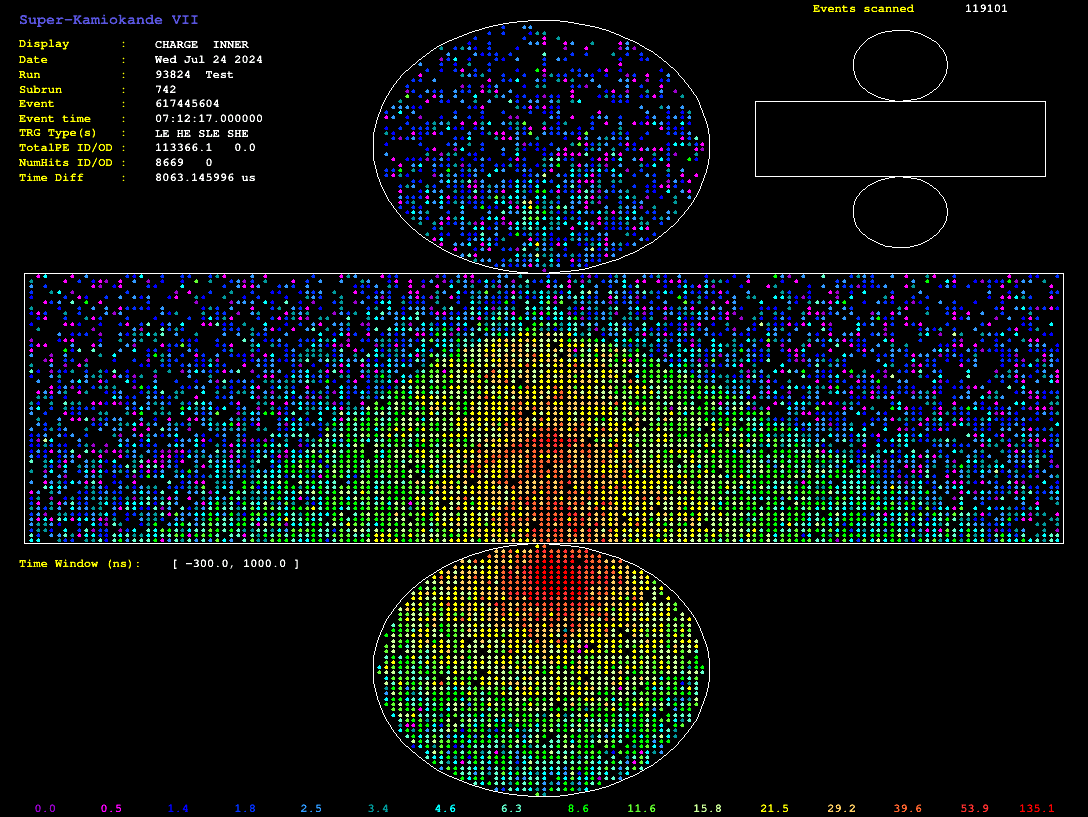 Super-Kamiokande VII
Events scanned 119101
Display : CHARGE INNER
Date : Wed Jul 24 2024
Run : 93824 Test
Subrun : 742
Event : 617445604
Event time : 07:12:17.000000
TRG Type(s) : LE HE SLE SHE
TotalPE ID/OD : 113366.1 0.0
NumHits ID/OD : 8669 0
Time Diff : 8063.145996 us
Time Window (ns): [ -300.0, 1000.0 ]
0.0 0.5 1.4 1.8 2.5 3.4 4.6 6.3 8.6 11.6 15.8 21.5 29.2 39.6 53.9 135.1